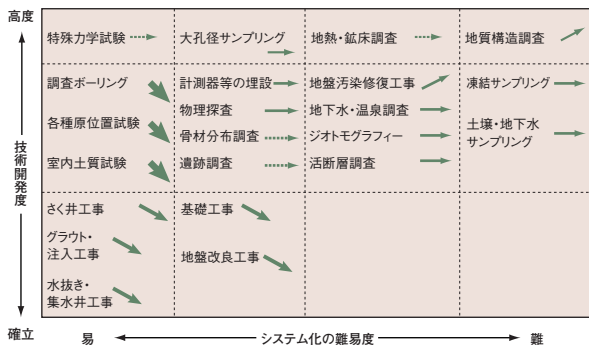 高度
特殊力学試験
大孔径サンプリング
地熱・鉱床調査
地質構造調査
調査ボーリング
計測器等の埋設
地盤汚染修復工事
凍結サンプリング
物理探査
地下水・温泉調査
各種原位置試験
骨材分布調査
ジオトモグラフィー
土壌・地下水
サンプリング
室内土質試験
遺跡調査
活断層調査
技術開発度
さく井工事
基礎工事
グラウト・
注入工事
地盤改良工事
水抜き・
集水井工事
確立
易
システム化の難易度
難